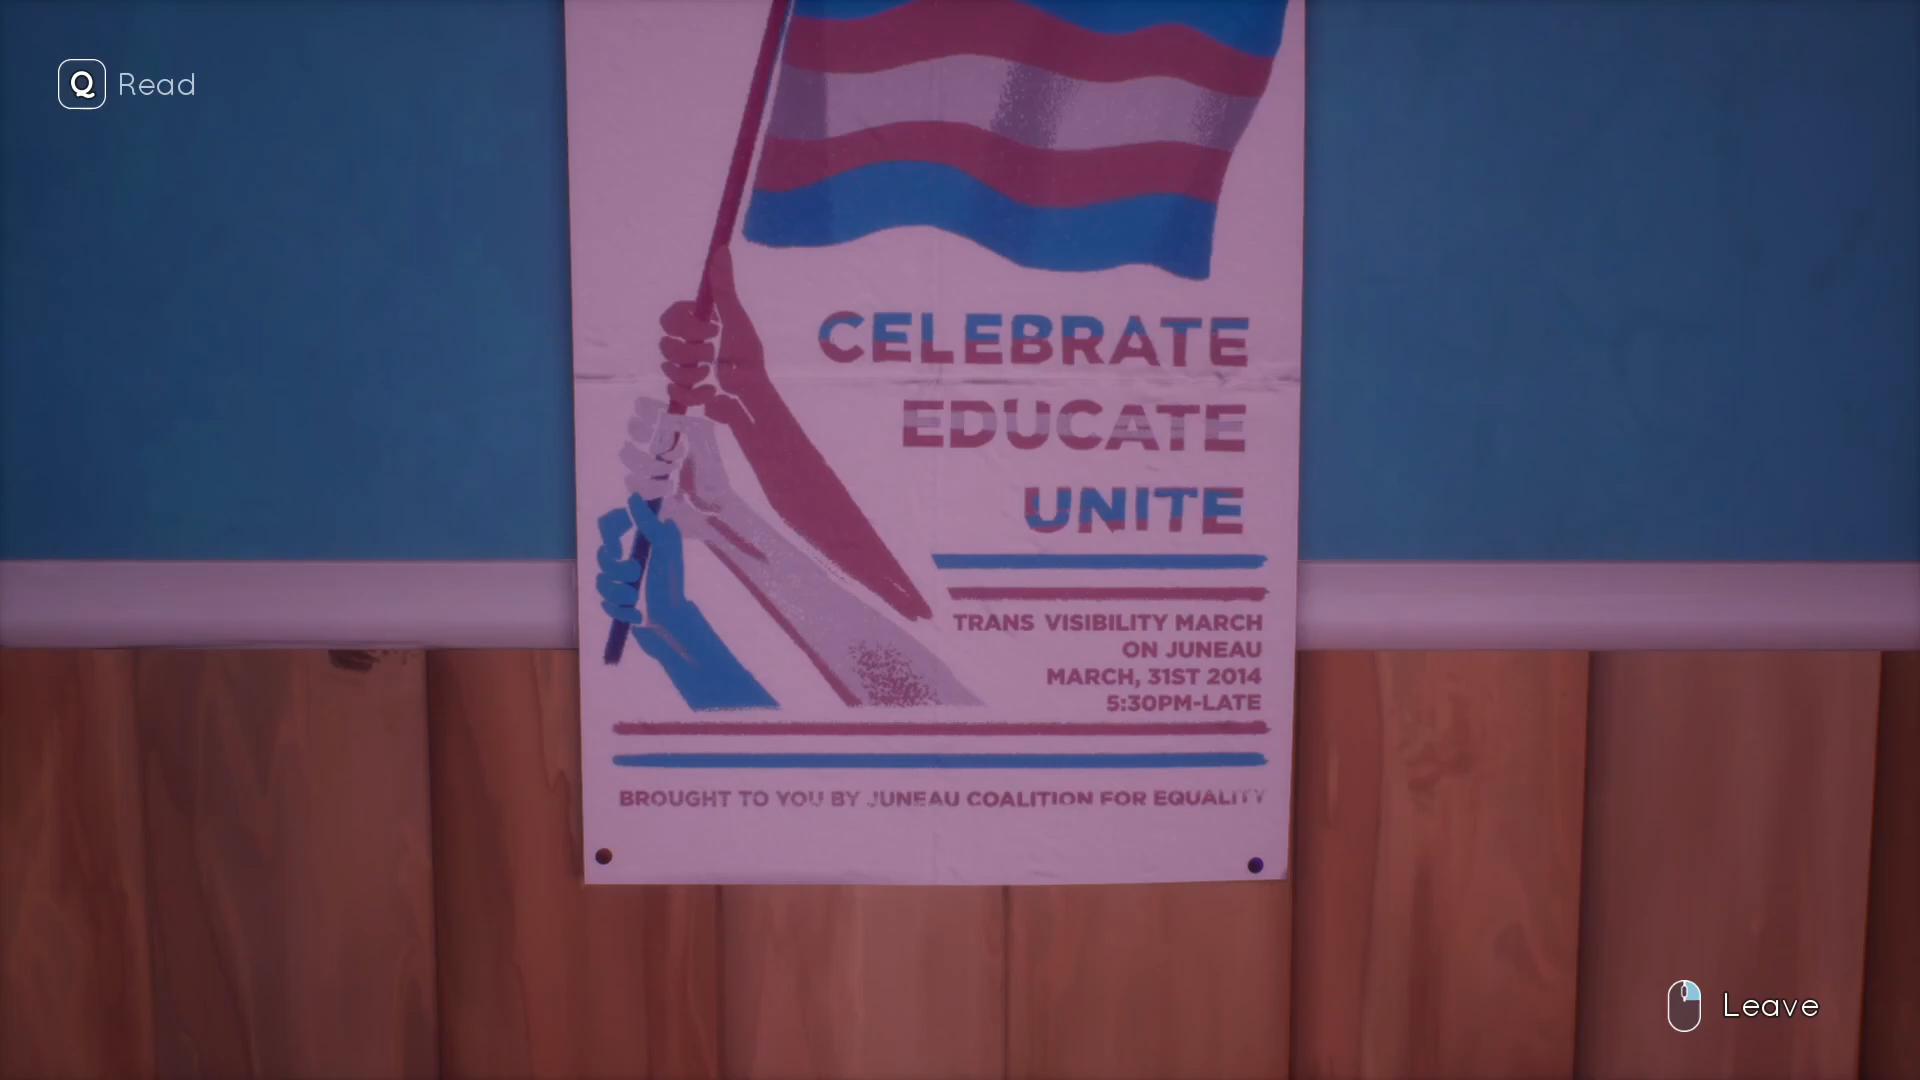 Q Read
CELEBRATE
EDUCATE
UNITE
TRANS VISIBILITY MARCH
ON JUNEAU
MARCH, 31ST 2014
5:30PM-LATE
BROUGHT TO YOU BY JUNEAU COALITION FOR EQUALITY
Leave